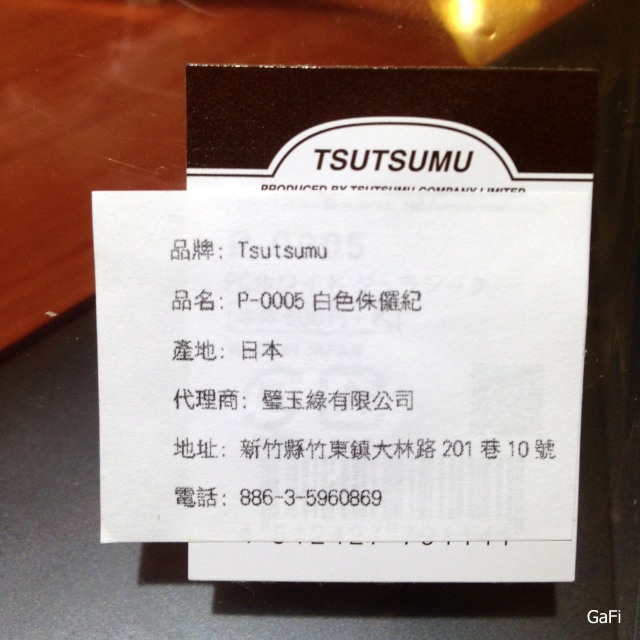 TSUTSUMU
PRODUCED BY TSUTSUMU COMPANY LIMITED
品牌: Tsutsumu
品名: P-0005 白色侏儸紀
產地: 日本
代理商: 璧玉綠有限公司
地址: 新竹縣竹東鎮大林路 201 巷 10 號
電話: 886-3-5960869
GaFi